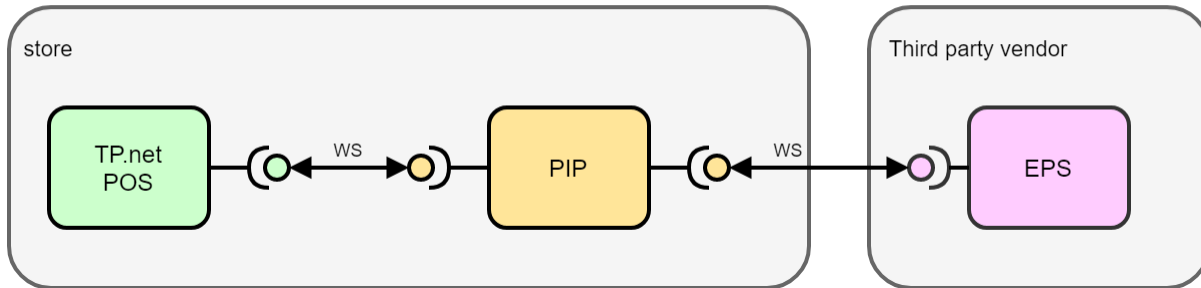 store
Third party vendor
TP.net
POS
WS
PIP
WS
EPS